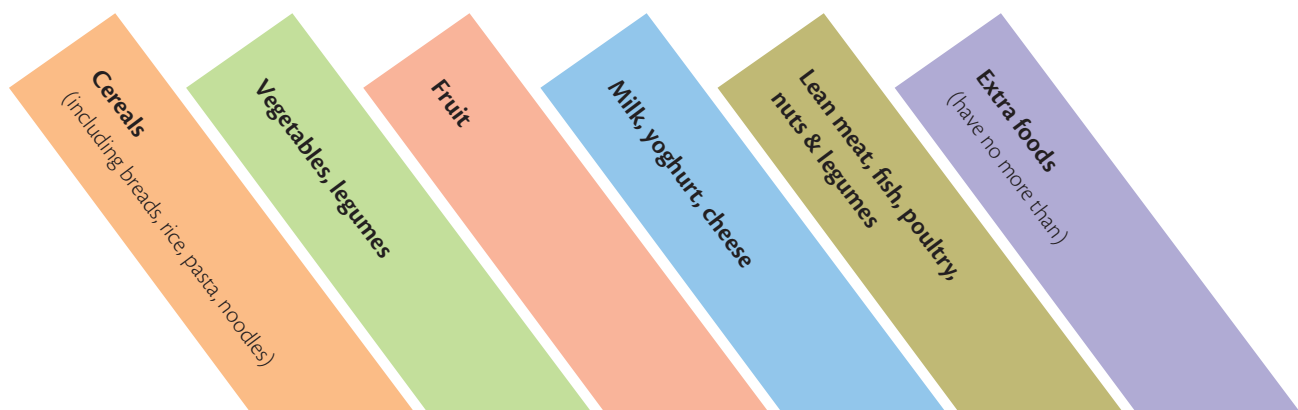 Cereals
(including breads, rice, pasta, noodles)
Vegetables, legumes
Fruit
Milk, yoghurt, cheese
Lean meat, fish, poultry,
nuts & legumes
Extra foods
(have no more than)